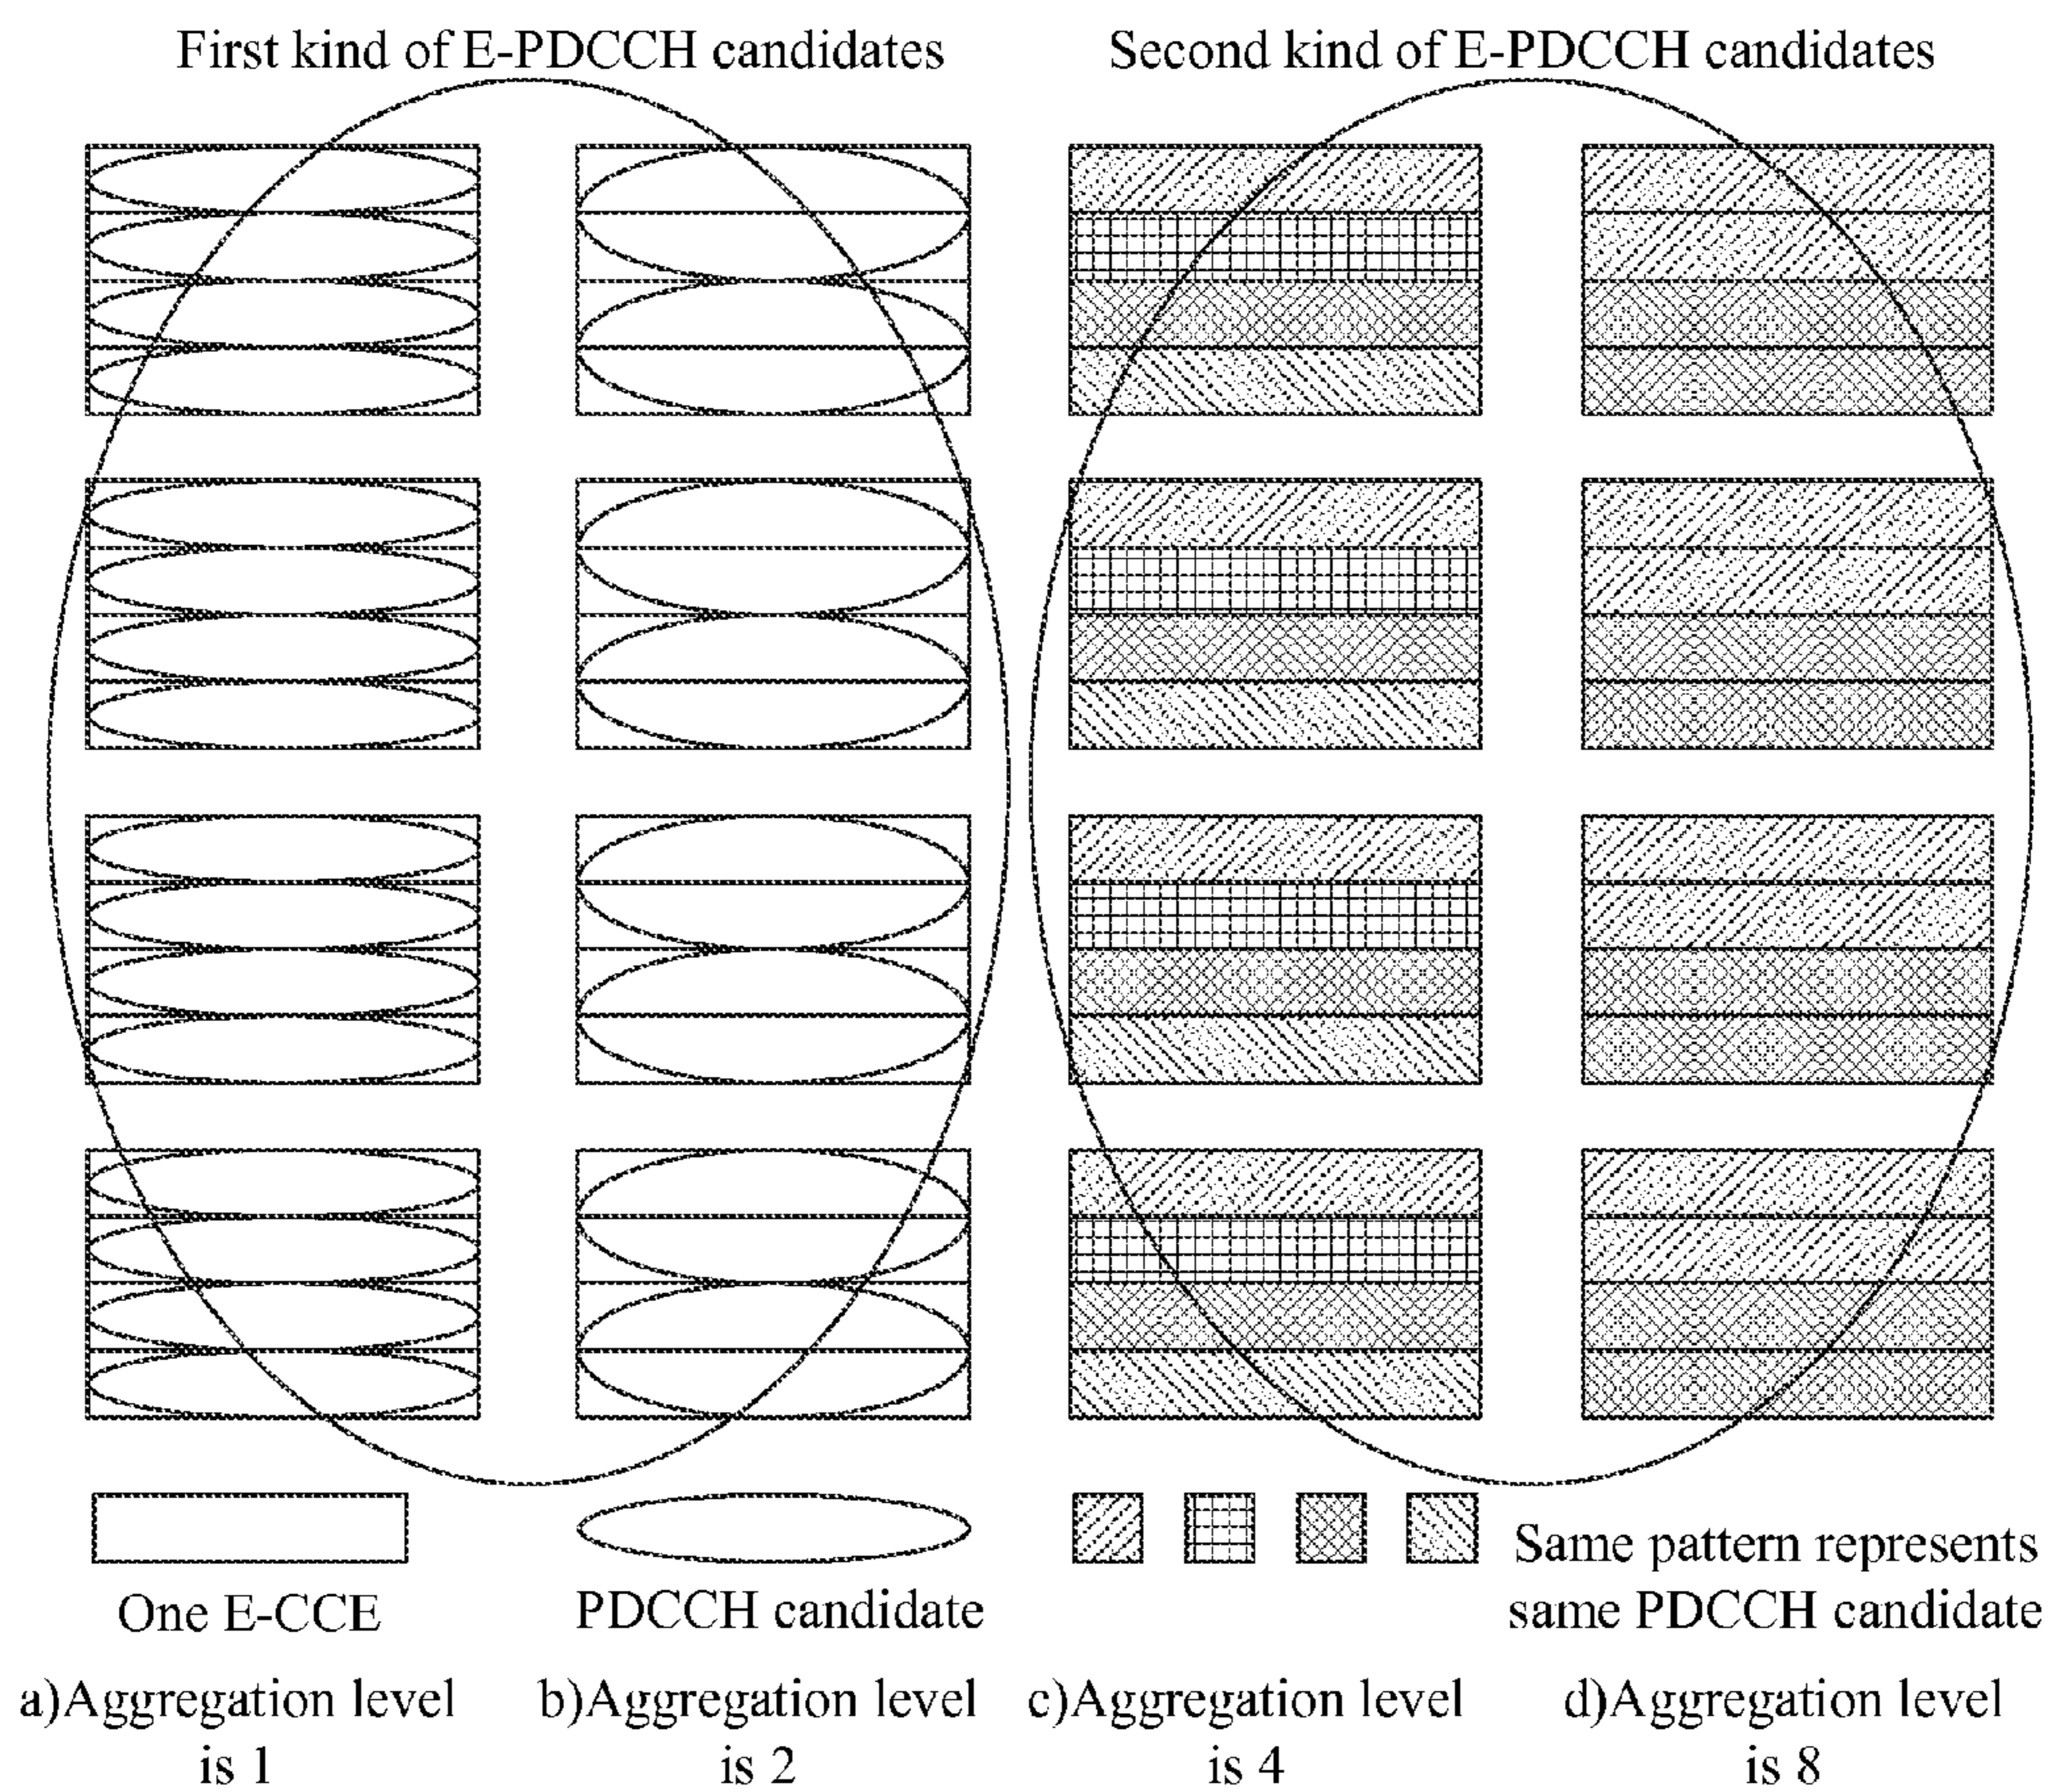 First kind of E-PDCCH candidates
Second kind of E-PDCCH candidates
One E-CCE
PDCCH candidate
Same pattern represents
same PDCCH candidate
a)Aggregation level
is 1
b)Aggregation level
is 2
c)Aggregation level
is 4
d)Aggregation level
is 8